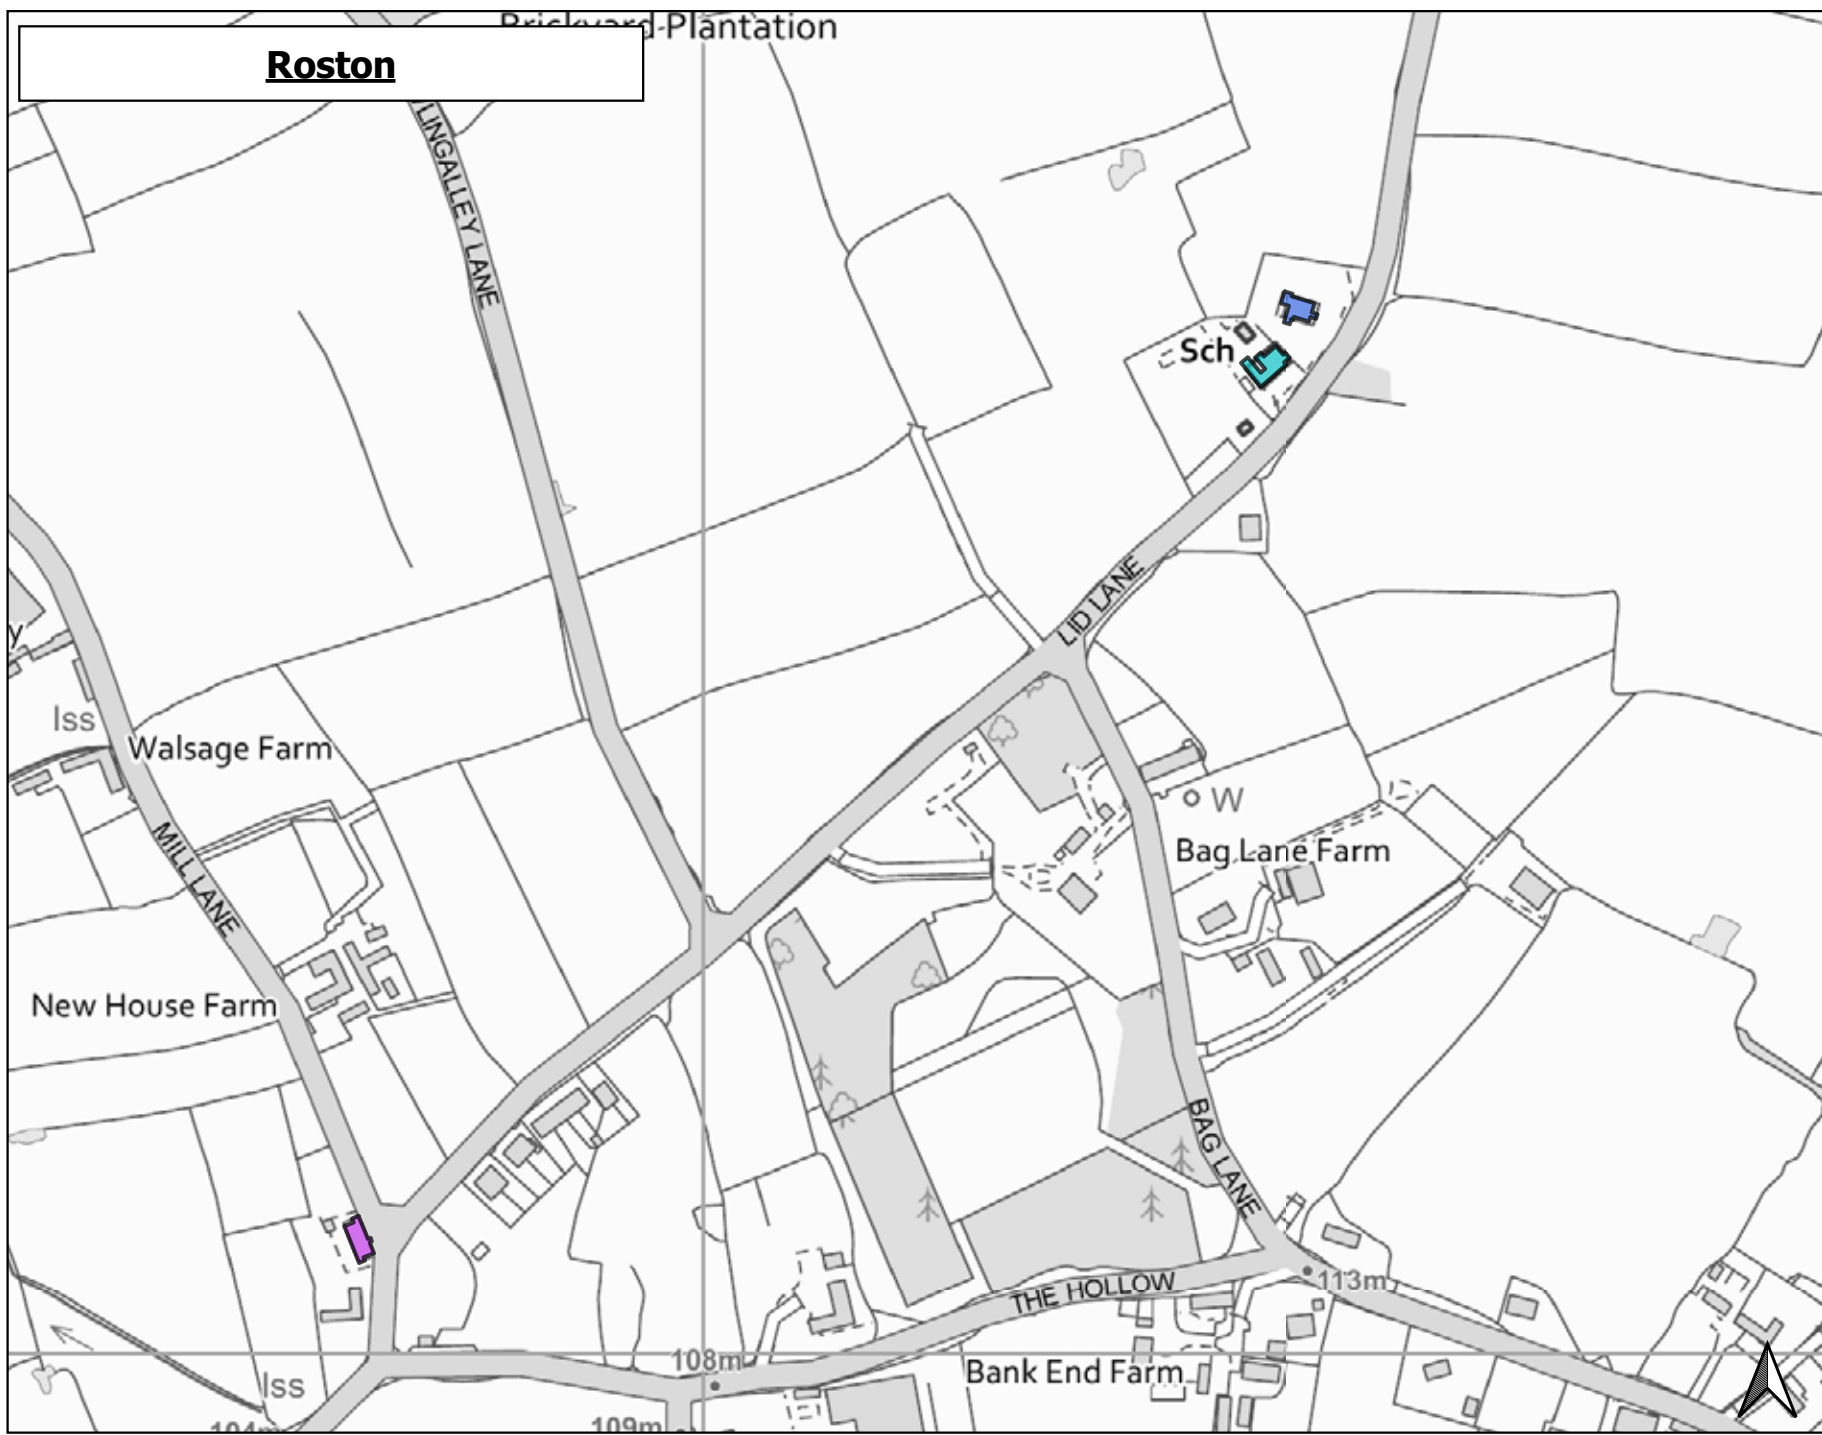 Brickyard Plantation
Roston
LINGALLEY LANE
Sch
LID LANE
y
Iss
Walsage Farm
W
MILL LANE
Bag Lane Farm
New House Farm
BAG LANE
113m
THE HOLLOW
108m
Bank End Farm
Iss
104m
109m